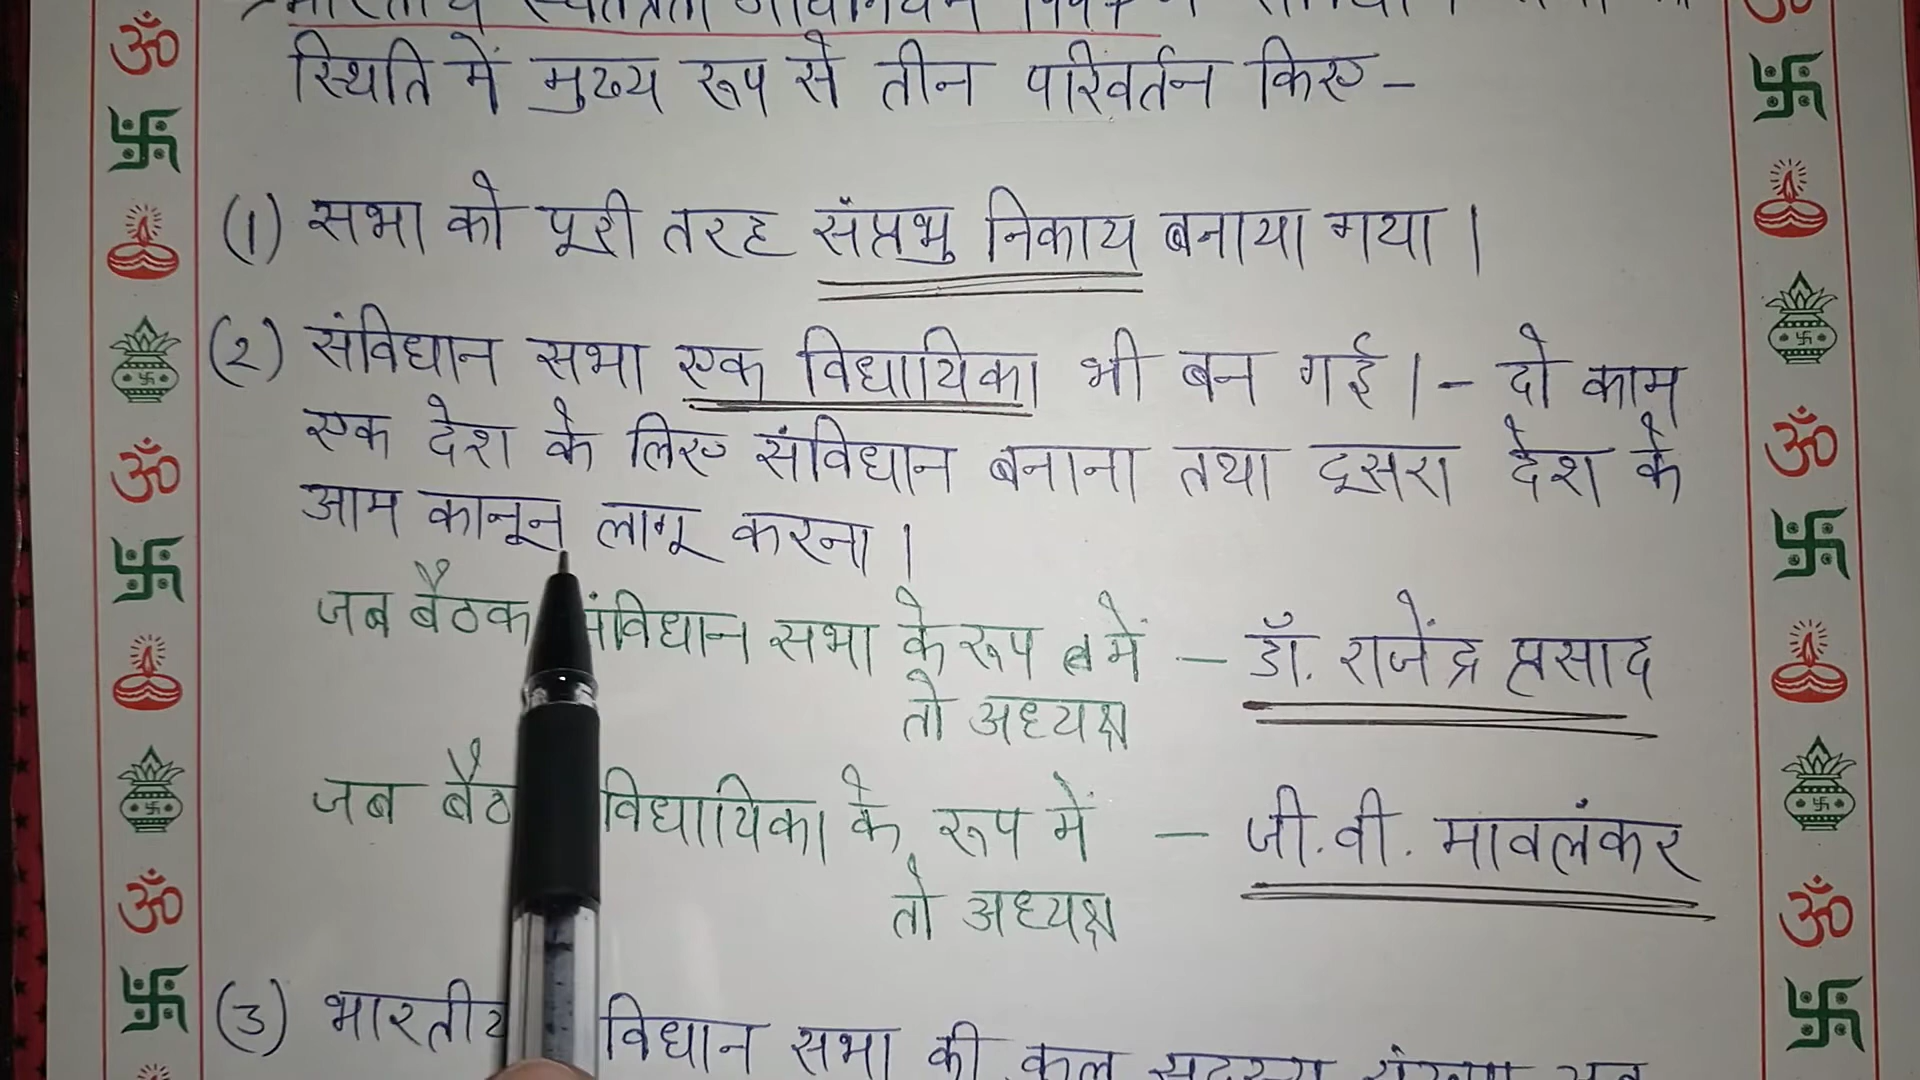 स्थिति में मुख्य रूप से तीन परिवर्तन किए -
(1) सभा को पूरी तरह संप्रभु निकाय बनाया गया ।
(2) संविधान सभा एक विधायिका भी बन गई । - दो काम
एक देश के लिए संविधान बनाना तथा दूसरा देश के
आम कानून लागू करना ।
जब बैठक संविधान सभा के रूप में — डॉ. राजेंद्र प्रसाद
तो अध्यक्ष
जब विधायिका के रूप में — जी.वी. मावलंकर
तो अध्यक्ष
(3) सभा की कुल